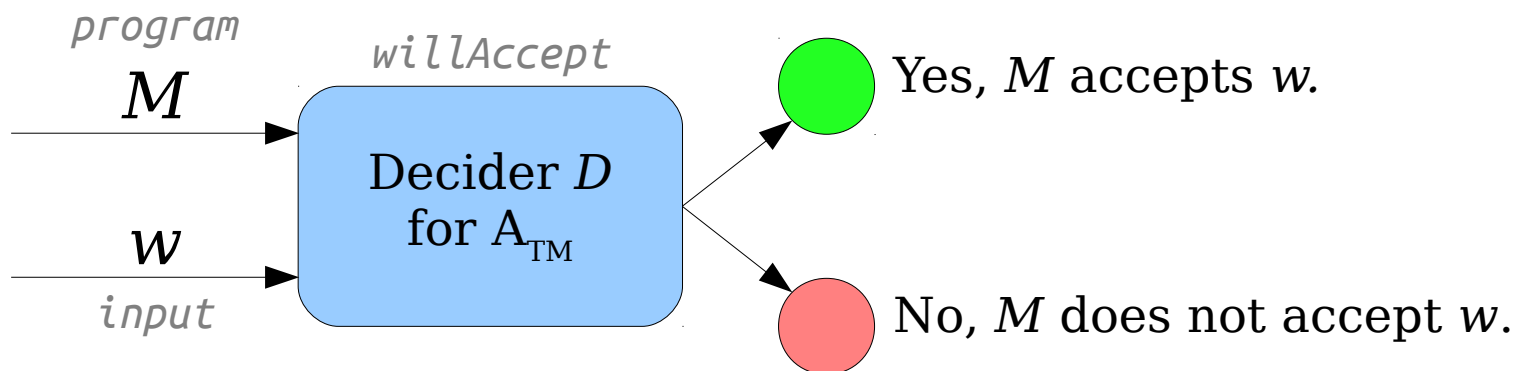 program
M
willAccept
Yes, M accepts w.
Decider D
for A_TM
w
input
No, M does not accept w.